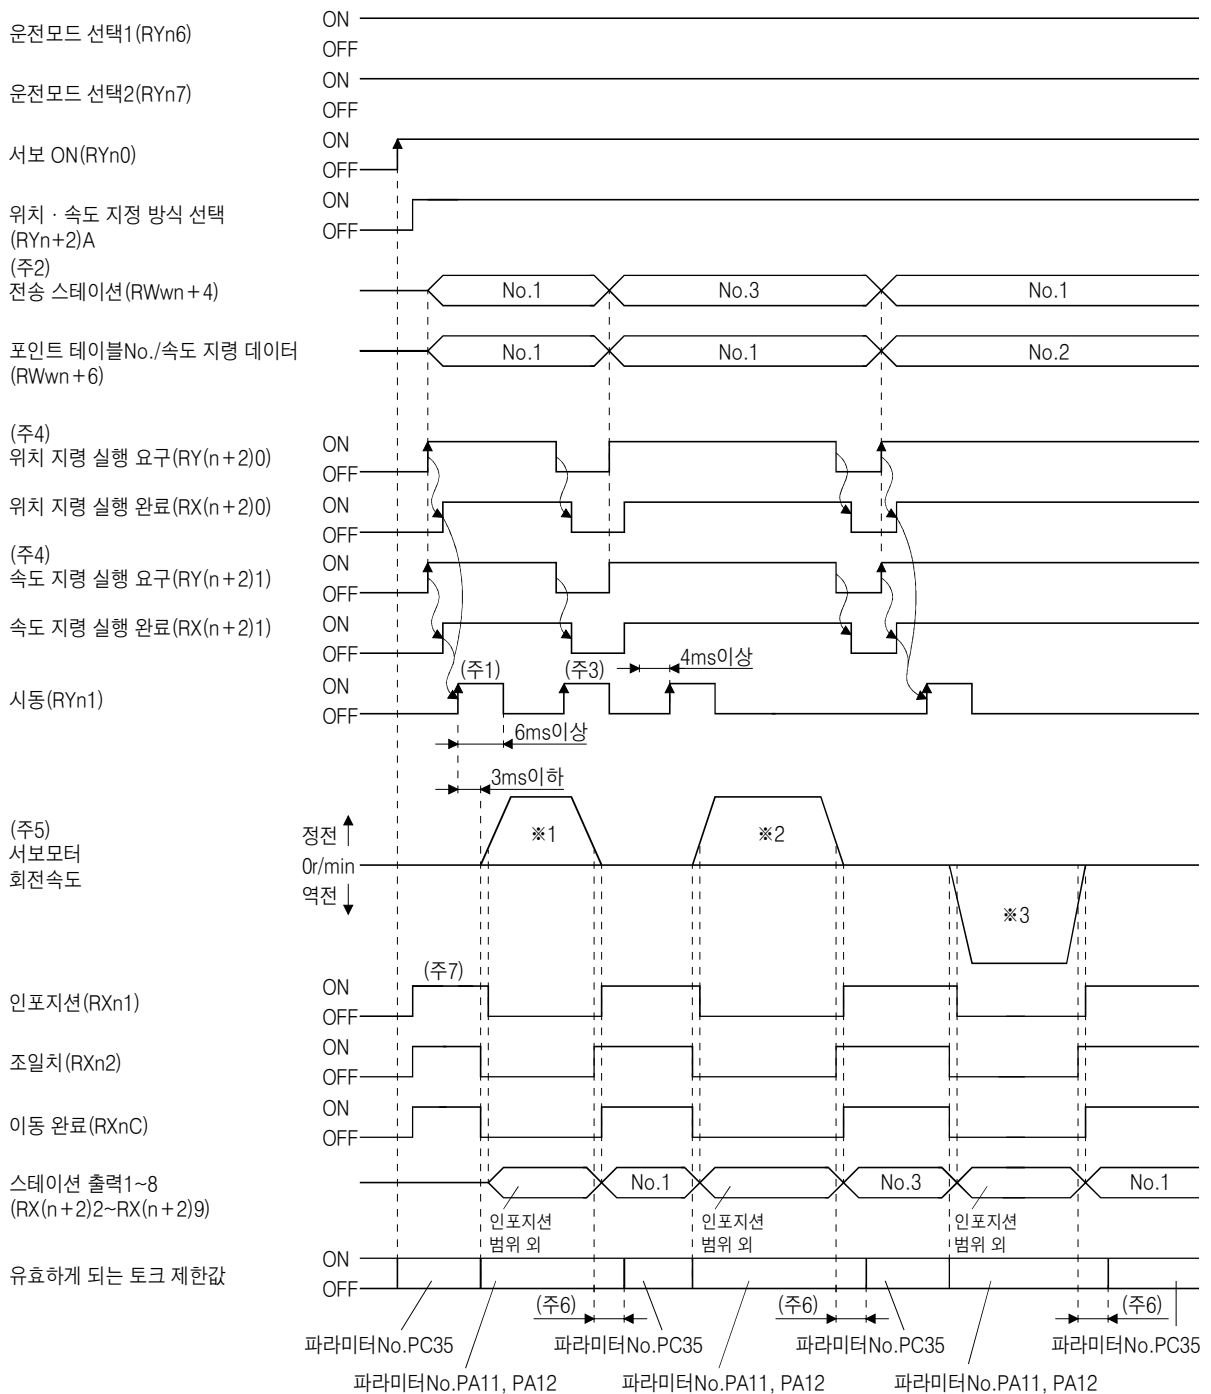 운전모드 선택1(RYn6)
ON
OFF
운전모드 선택2(RYn7)
ON
OFF
서보 ON(RYn0)
ON
OFF
위치 · 속도 지정 방식 선택
(RYn+2)A
ON
OFF
(주2)
전송 스테이션(RWwn+4)
No.1
No.3
No.1
포인트 테이블No./속도 지령 데이터
(RWwn+6)
No.1
No.1
No.2
(주4)
위치 지령 실행 요구(RY(n+2)0)
ON
OFF
위치 지령 실행 완료(RX(n+2)0)
ON
OFF
(주4)
속도 지령 실행 요구(RY(n+2)1)
ON
OFF
속도 지령 실행 완료(RX(n+2)1)
ON
OFF
시동(RYn1)
ON
OFF
(주1)
(주3)
4ms이상
6ms이상
3ms이하
(주5)
서보모터
회전속도
정전
0r/min
역전
※1
※2
※3
(주7)
인포지션(RXn1)
ON
OFF
조일치(RXn2)
ON
OFF
이동 완료(RXnC)
ON
OFF
스테이션 출력1~8
(RX(n+2)2~RX(n+2)9)
No.1
No.3
No.1
인포지션
범위 외
인포지션
범위 외
인포지션
범위 외
유효하게 되는 토크 제한값
ON
OFF
(주6)
(주6)
(주6)
파라미터No.PC35
파라미터No.PC35
파라미터No.PC35
파라미터No.PC35
파라미터No.PA11, PA12
파라미터No.PA11, PA12
파라미터No.PA11, PA12